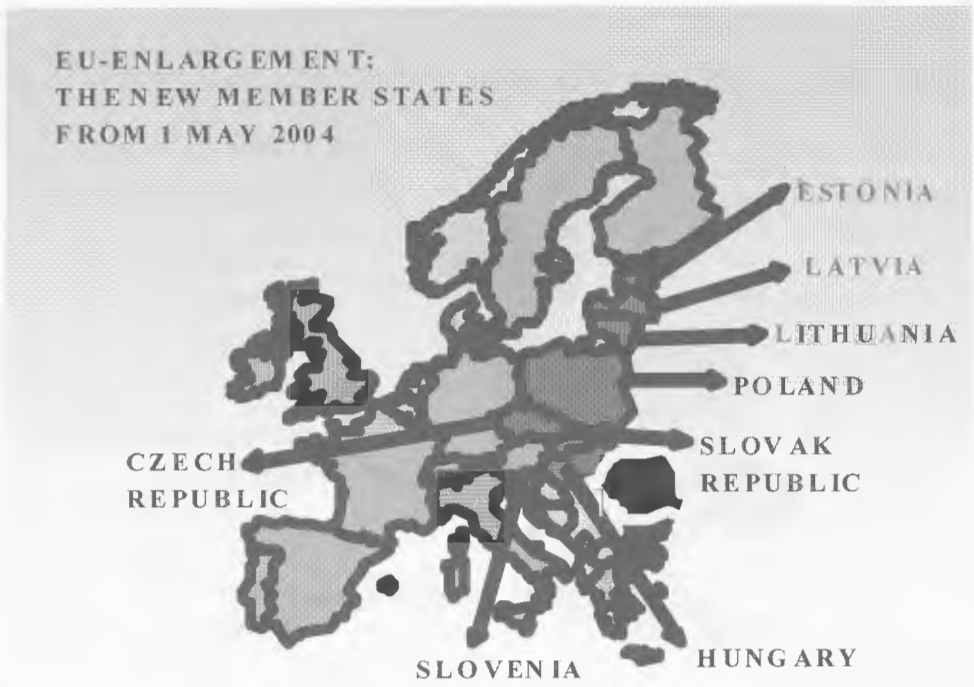 EU-ENLARGEMENT:
THE NEW MEMBER STATES
FROM 1 MAY 2004
ESTONIA
LATVIA
LITHUANIA
POLAND
SLOVAK
REPUBLIC
CZECH
REPUBLIC
SLOVENIA
HUNGARY